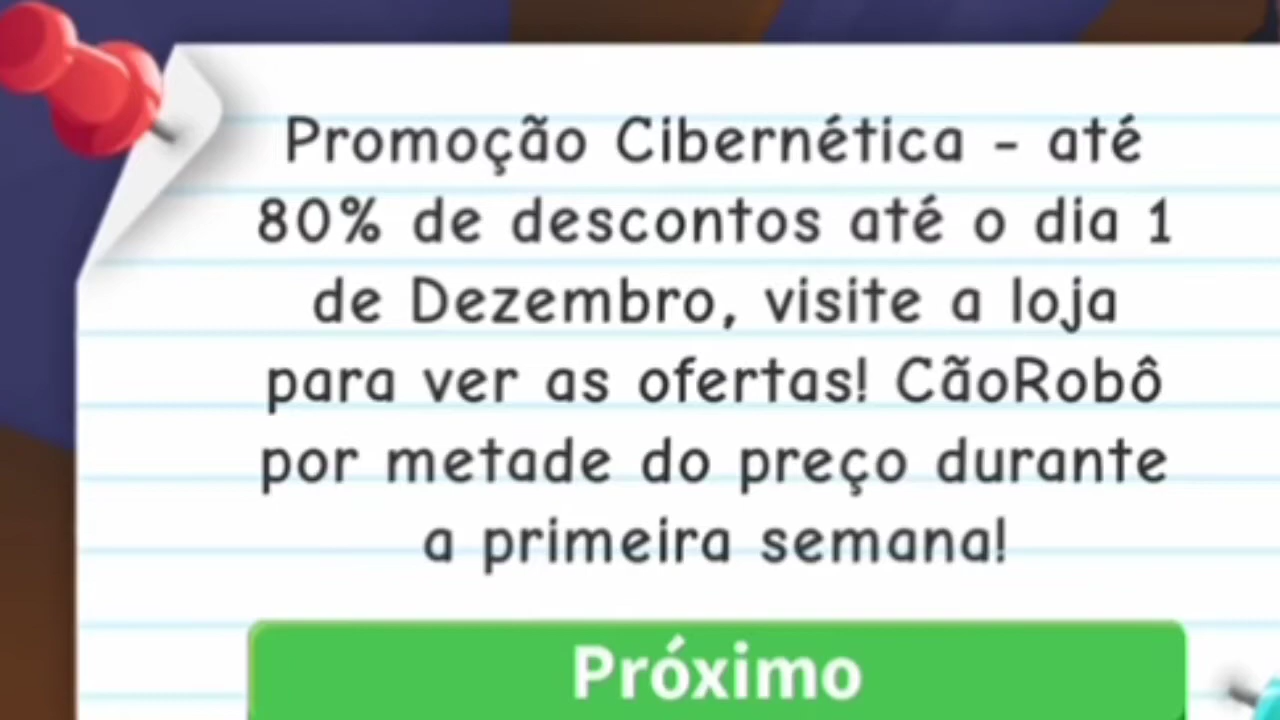 Promoção Cibernética - até
80% de descontos até o dia 1
de Dezembro, visite a loja
para ver as ofertas! CãoRobô
por metade do preço durante
a primeira semana!
Próximo